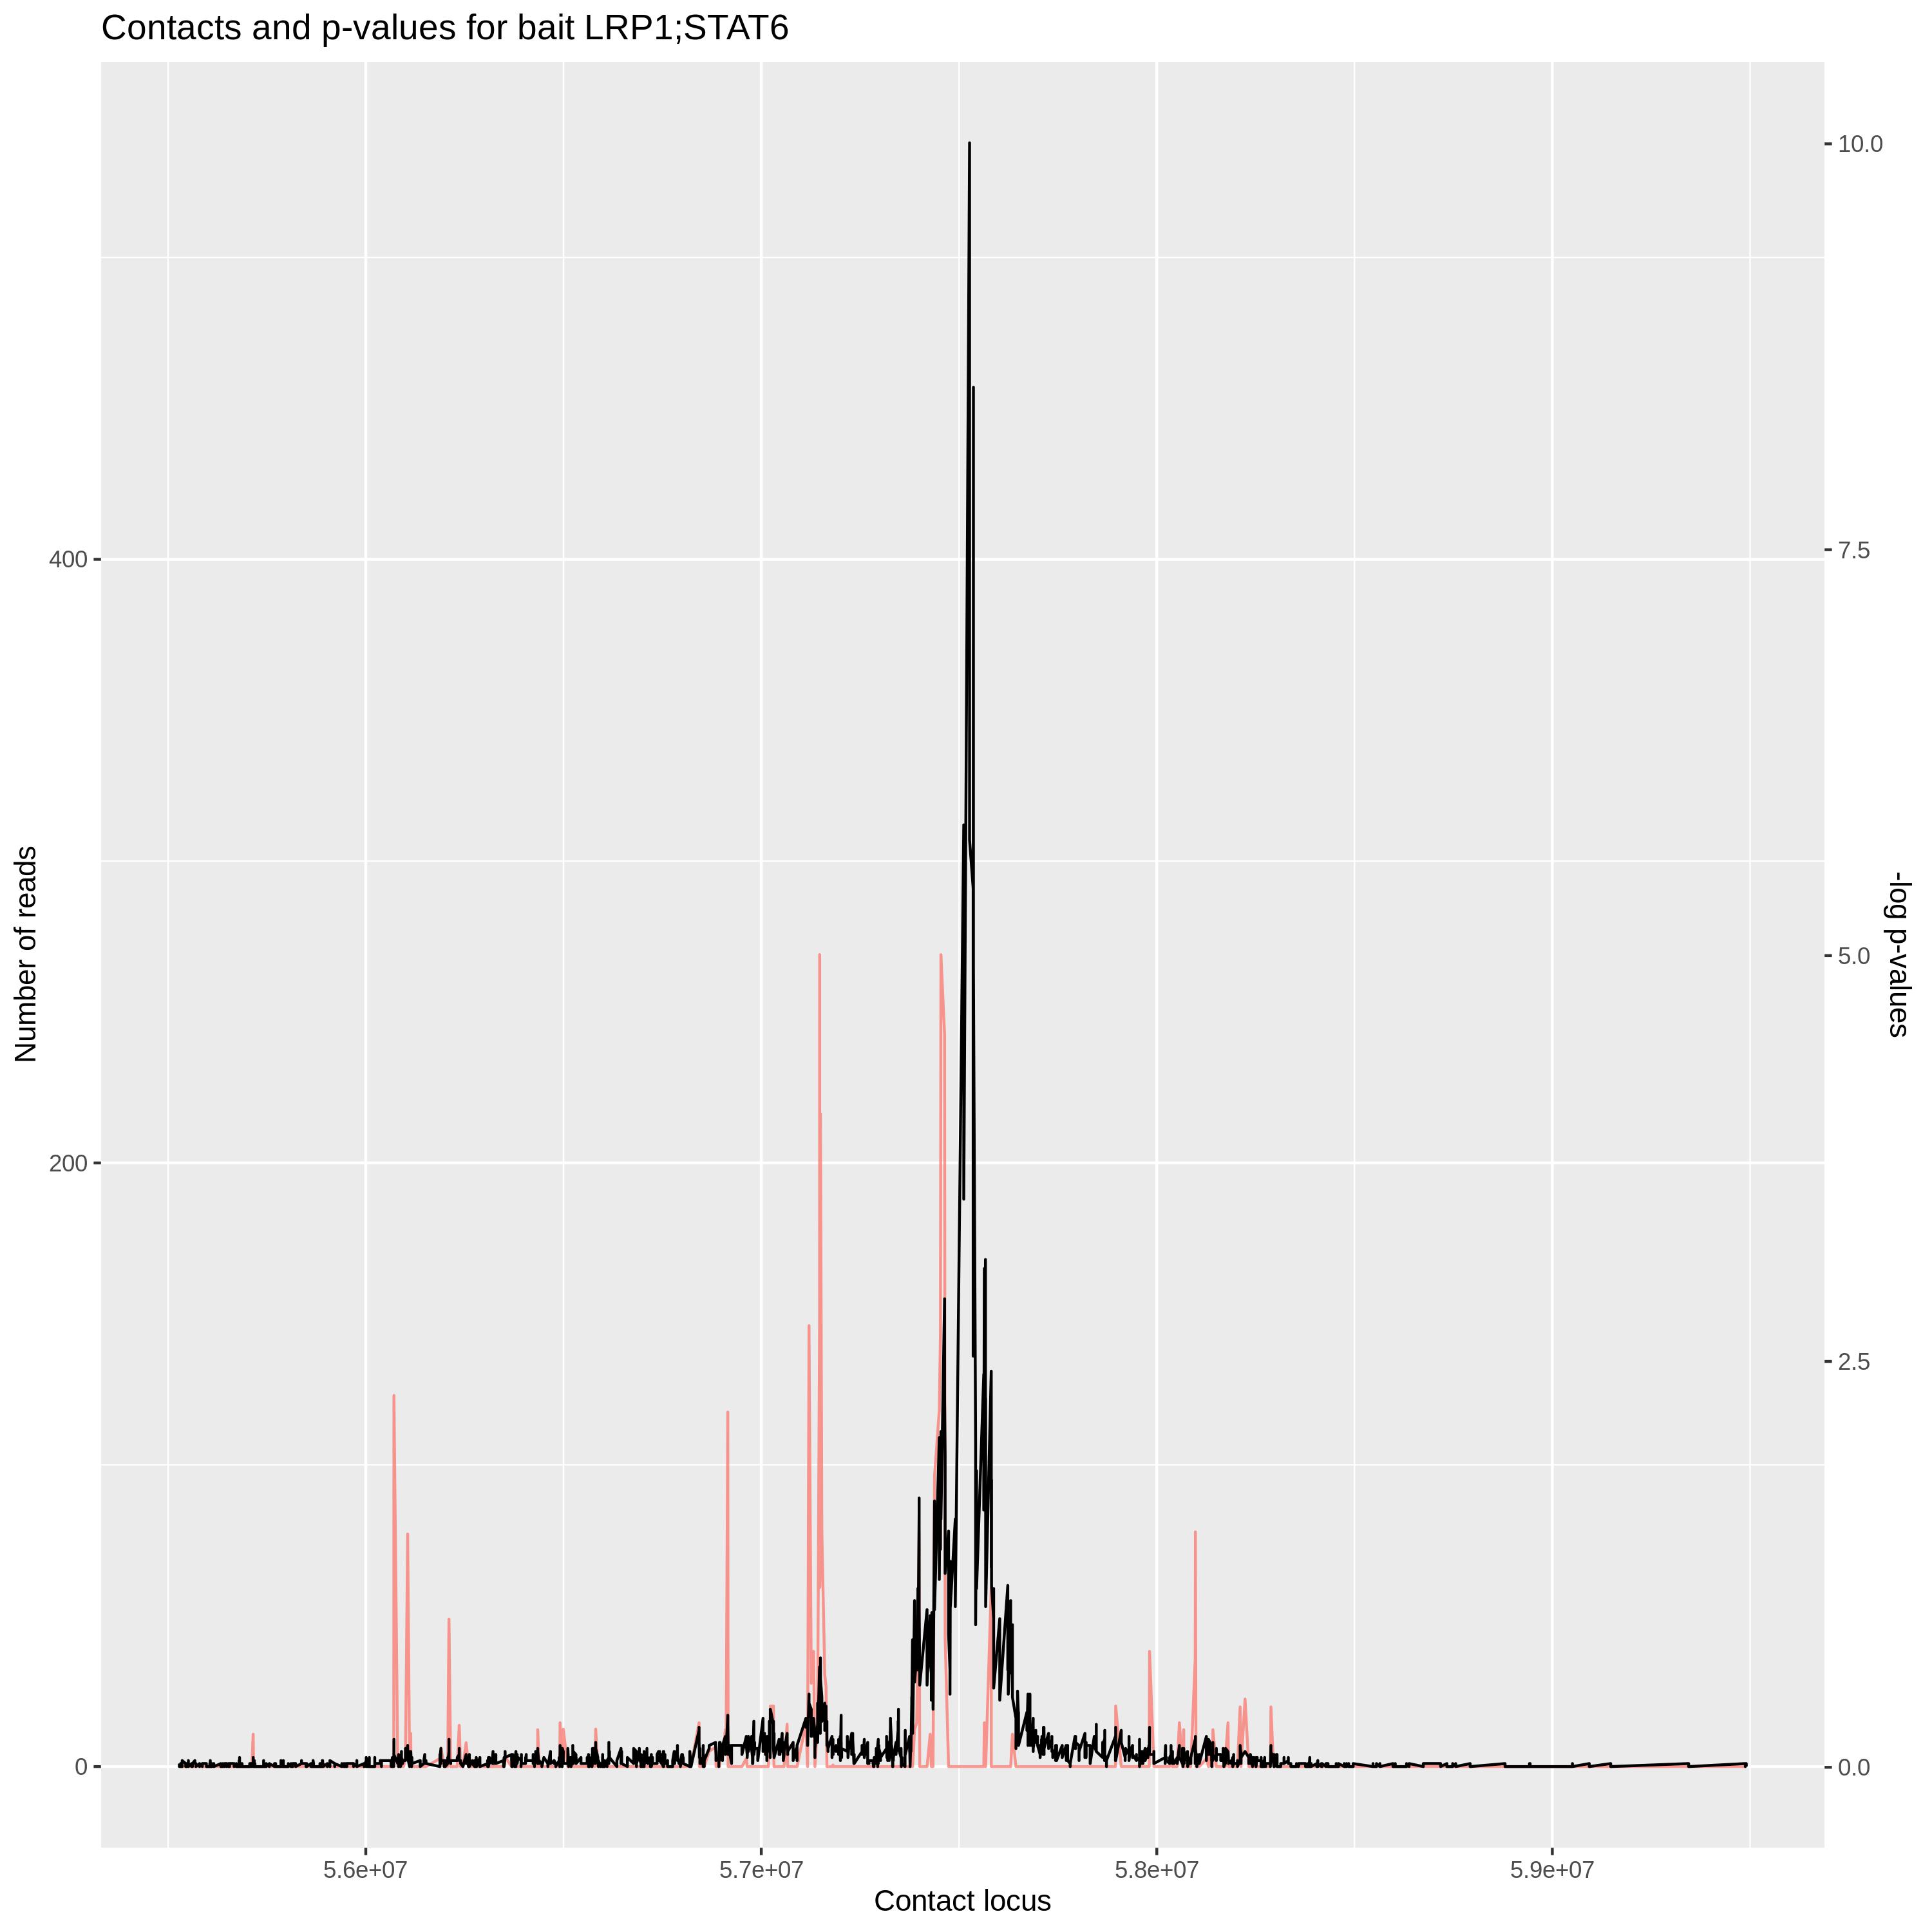 Contacts and p-values for bait LRP1;STAT6
Number of reads
400
200
0
10.0
7.5
5.0
2.5
0.0
-log p-values
5.6e+07
5.7e+07
5.8e+07
5.9e+07
Contact locus